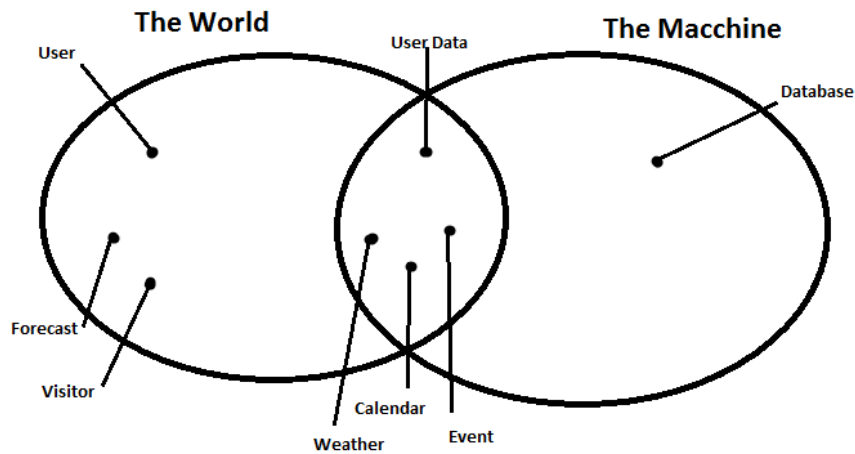 The World
The Macchine
User
User Data
Database
Forecast
Visitor
Calendar
Weather
Event